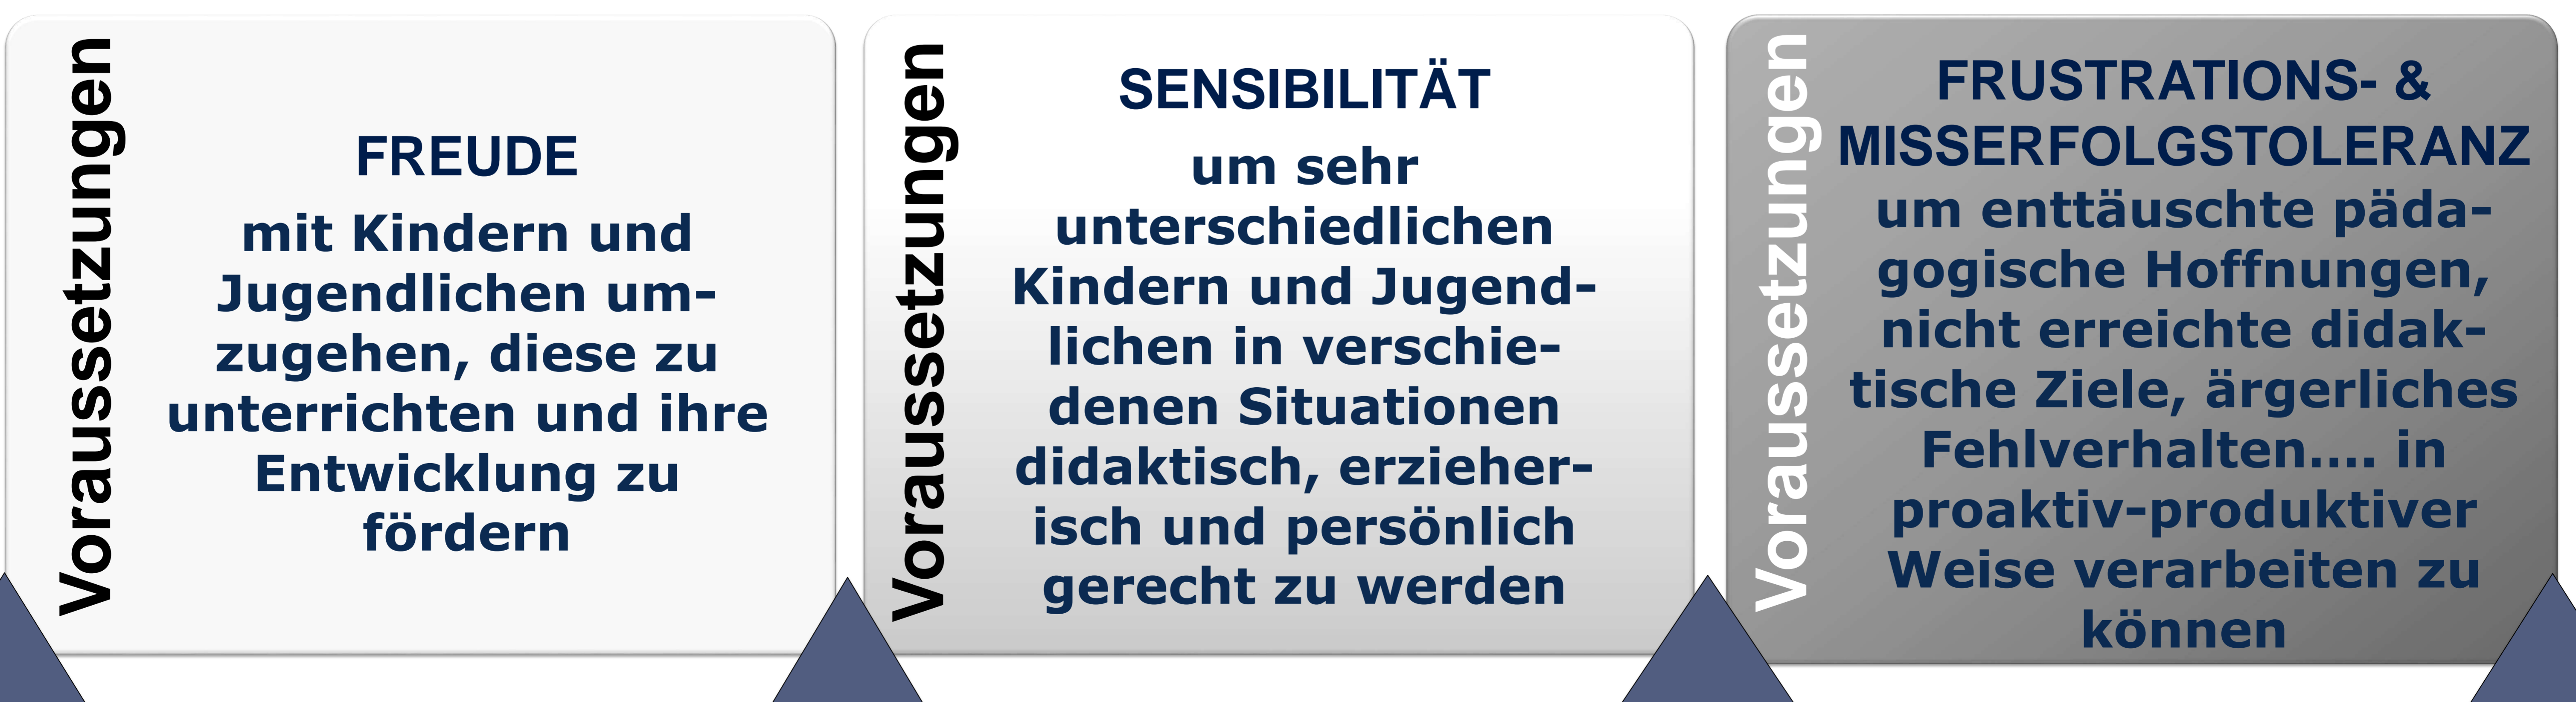 Voraussetzungen
FREUDE
mit Kindern und
Jugendlichen um-
zugehen, diese zu
unterrichten und ihre
Entwicklung zu
fördern
Voraussetzungen
SENSIBILITÄT
um sehr
unterschiedlichen
Kindern und Jugend-
lichen in verschie-
denen Situationen
didaktisch, erzieher-
isch und persönlich
gerecht zu werden
Voraussetzungen
FRUSTRATIONS- &
MISSERFOLGSTOLERANZ
um enttäuschte päda-
gogische Hoffnungen,
nicht erreichte didak-
tische Ziele, ärgerliches
Fehlverhalten.... in
proaktiv-produktiver
Weise verarbeiten zu
können